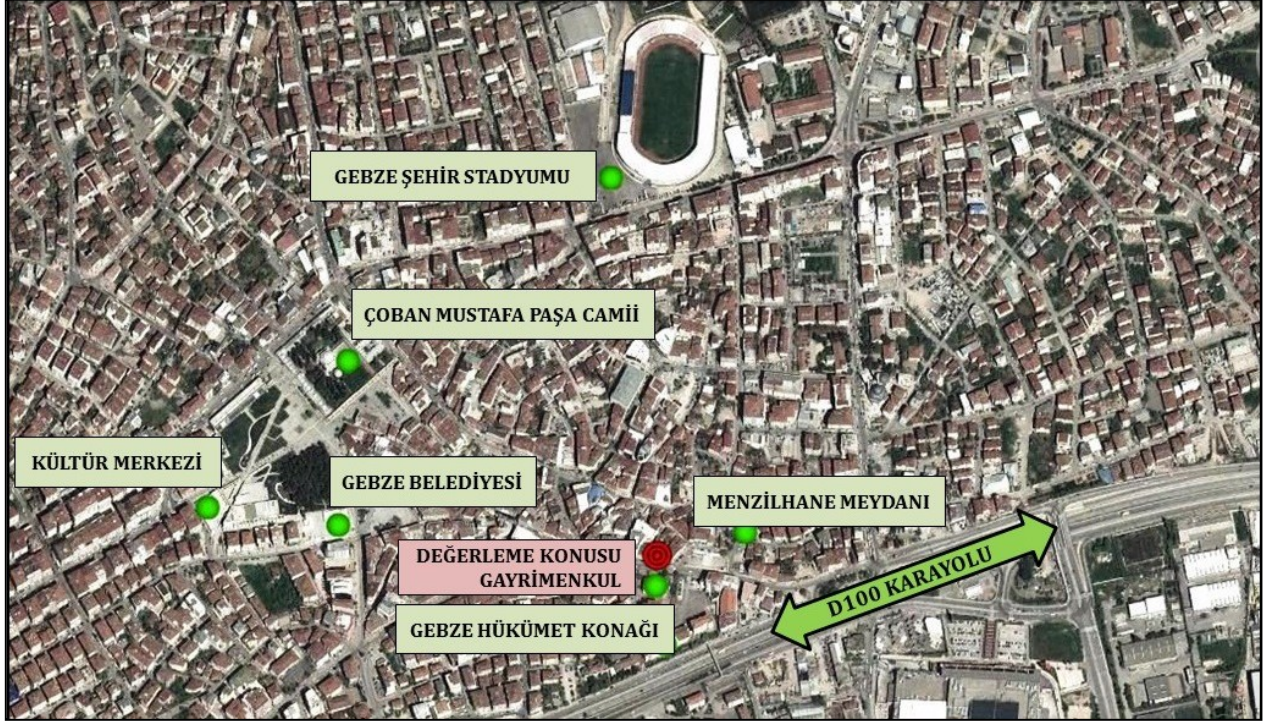 GEBZE ŞEHİR STADYUMU
ÇOBAN MUSTAFA PAŞA CAMİİ
KÜLTÜR MERKEZİ
GEBZE BELEDİYESİ
MENZİLHANE MEYDANI
DEĞERLEME KONUSU
GAYRİMENKUL
D100 KARAYOLU
GEBZE HÜKÜMET KONAĞI